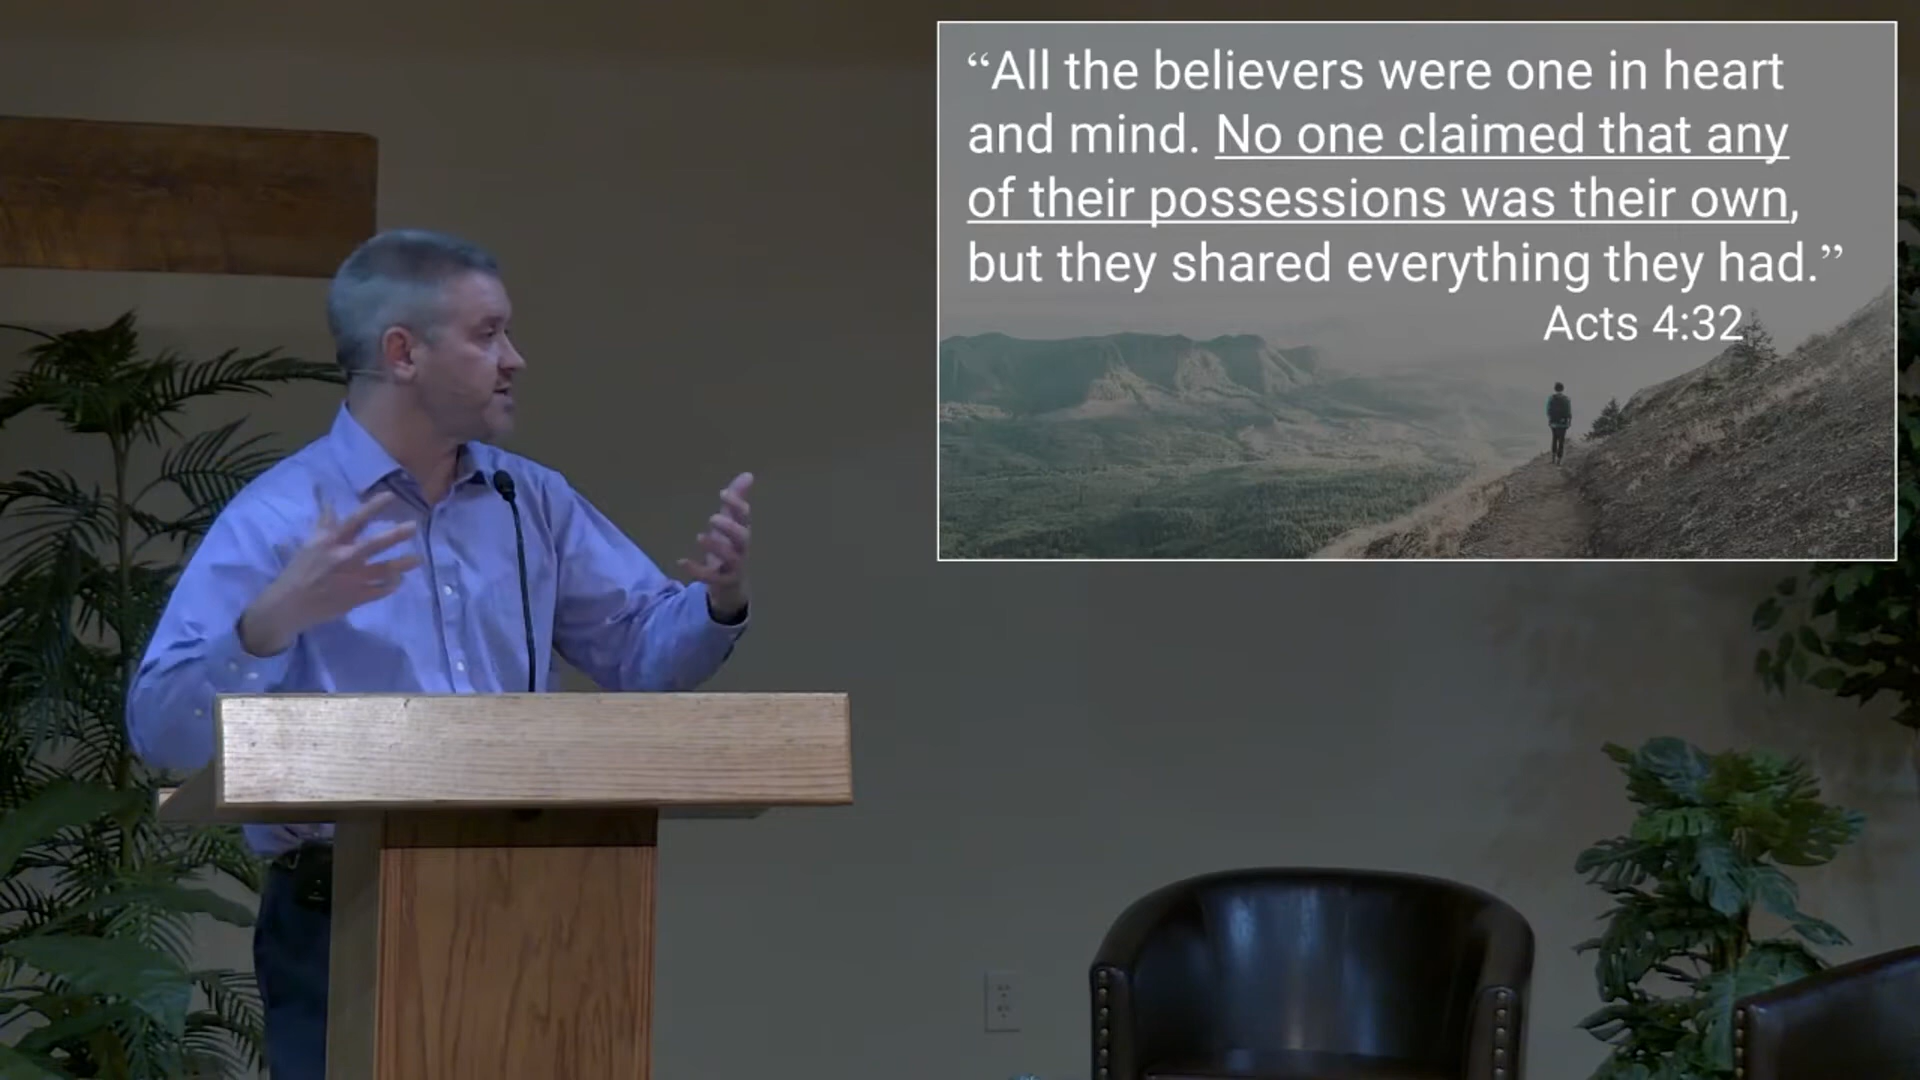 “All the believers were one in heart
and mind. No one claimed that any
of their possessions was their own,
but they shared everything they had.”
Acts 4:32